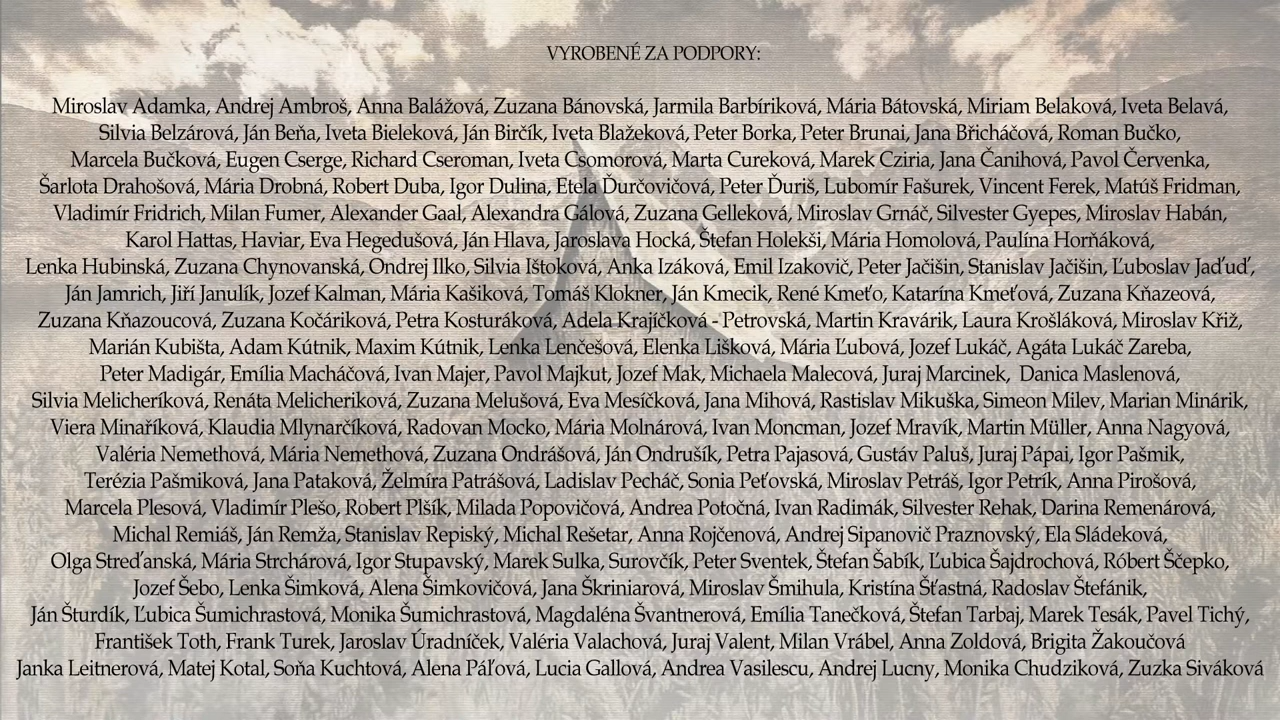 VYROBENÉ ZA PODPORY:
Miroslav Adamka, Andrej Ambroš, Anna Balážová, Zuzana Bánovská, Jarmila Barbíriková, Mária Bátovská, Miriam Belaková, Iveta Belavá,
Silvia Belzárová, Ján Beňa, Iveta Bieleková, Ján Birčík, Iveta Blažeková, Peter Borka, Peter Brunai, Jana Břicháčová, Roman Bučko,
Marcela Bučková, Eugen Cserge, Richard Cseroman, Iveta Csomorová, Marta Cureková, Marek Cziria, Jana Čanihová, Pavol Červenka,
Šarlota Drahošová, Mária Drobná, Robert Duba, Igor Dulina, Etela Ďurčovičová, Peter Ďuriš, Lubomír Fašurek, Vincent Ferek, Matúš Fridman,
Vladimír Fridrich, Milan Fumer, Alexander Gaal, Alexandra Gálová, Zuzana Gelleková, Miroslav Grnáč, Silvester Gyepes, Miroslav Habán,
Karol Hattas, Haviar, Eva Hegedušová, Ján Hlava, Jaroslava Hocká, Štefan Holekši, Mária Homolová, Paulína Horňáková,
Lenka Hubinská, Zuzana Chynovanská, Ondrej Ilko, Silvia Ištoková, Anka Izáková, Emil Izakovič, Peter Jačišin, Stanislav Jačišin, Ľuboslav Jaďuď,
Ján Jamrich, Jiří Janulík, Jozef Kalman, Mária Kašiková, Tomáš Klokner, Ján Kmecik, René Kmeťo, Katarína Kmeťová, Zuzana Kňazeová,
Zuzana Kňazoucová, Zuzana Kočáriková, Petra Kosturáková, Adela Krajíčková - Petrovská, Martin Kravárik, Laura Krošláková, Miroslav Křiž,
Marián Kubišta, Adam Kútnik, Maxim Kútnik, Lenka Lenčešová, Elenka Lišková, Mária Ľubová, Jozef Lukáč, Agáta Lukáč Zareba,
Peter Madigár, Emília Macháčová, Ivan Majer, Pavol Majkut, Jozef Mak, Michaela Malecová, Juraj Marcinek, Danica Maslenová,
Silvia Melicheríková, Renáta Melicheriková, Zuzana Melušová, Eva Mesíčková, Jana Mihová, Rastislav Mikuška, Simeon Milev, Marian Minárik,
Viera Minaříková, Klaudia Mlynarčíková, Radovan Mocko, Mária Molnárová, Ivan Moncman, Jozef Mravík, Martin Müller, Anna Nagyová,
Valéria Nemethová, Mária Nemethová, Zuzana Ondrášová, Ján Ondrušík, Petra Pajasová, Gustáv Paluš, Juraj Pápai, Igor Pašmik,
Terézia Pašmiková, Jana Pataková, Želmíra Patrášová, Ladislav Pecháč, Sonia Peťovská, Miroslav Petráš, Igor Petrík, Anna Pirošová,
Marcela Plesová, Vladimír Plešo, Robert Plšík, Milada Popovičová, Andrea Potočná, Ivan Radimák, Silvester Rehak, Darina Remenárová,
Michal Remiáš, Ján Remža, Stanislav Repiský, Michal Rešetar, Anna Rojčenová, Andrej Sipanovič Praznovský, Ela Sládeková,
Olga Streďanská, Mária Strchárová, Igor Stupavský, Marek Sulka, Surovčík, Peter Sventek, Štefan Šabík, Ľubica Šajdrochová, Róbert Ščepko,
Jozef Šebo, Lenka Šimková, Alena Šimkovičová, Jana Škriniarová, Miroslav Šmihula, Kristína Šťastná, Radoslav Štefánik,
Ján Šturdík, Ľubica Šumichrastová, Monika Šumichrastová, Magdaléna Švantnerová, Emília Tanečková, Štefan Tarbaj, Marek Tesák, Pavel Tichý,
František Toth, Frank Turek, Jaroslav Úradníček, Valéria Valachová, Juraj Valent, Milan Vrábel, Anna Zoldová, Brigita Žakoučová
Janka Leitnerová, Matej Kotal, Soňa Kuchtová, Alena Páľová, Lucia Gallová, Andrea Vasilescu, Andrej Lucny, Monika Chudziková, Zuzka Siváková